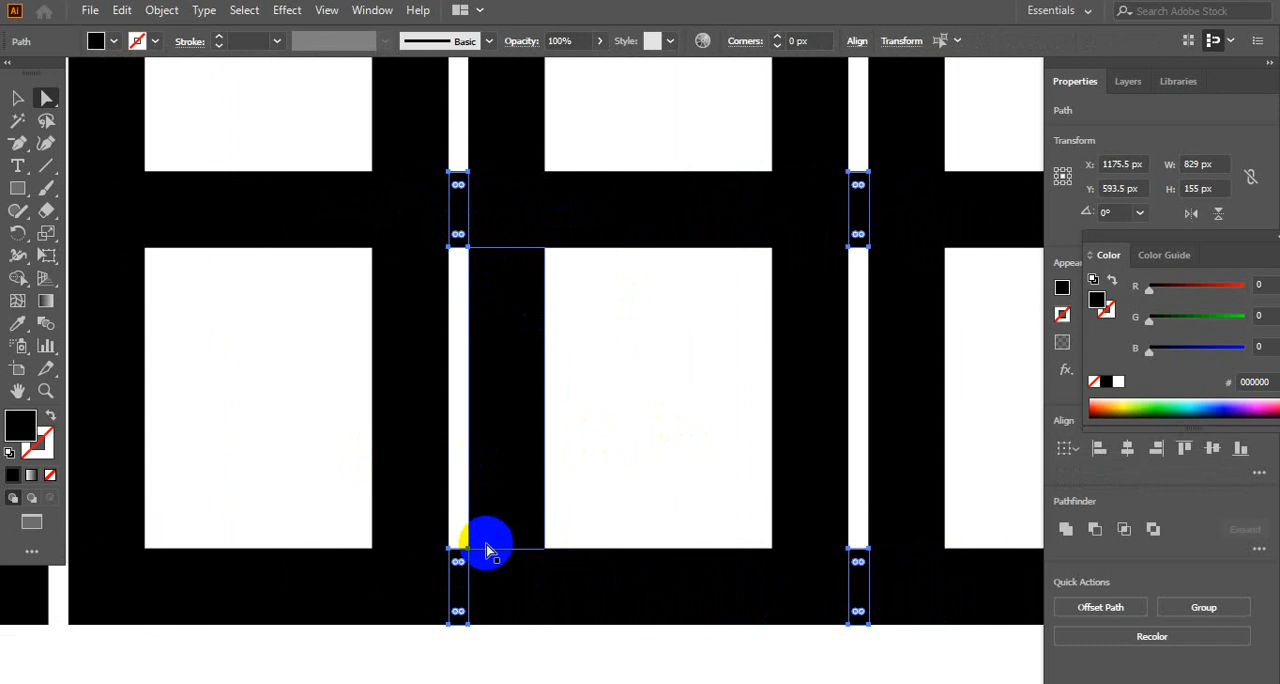 Ai File Edit Object Type Select Effect View Window Help Essentials Search Adobe Stock
Path Stroke: Basic Opacity: 100% Style: Corners: 0 px Align Transform
Properties Layers Libraries
Path
Transform
X: 1175.5 px W: 829 px
Y: 593.5 px H: 155 px
0°
Color Color Guide
Appear
R 0
G 0
B 0
fx.
# 000000
Align
Pathfinder
Expand
Quick Actions
Offset Path Group
Recolor